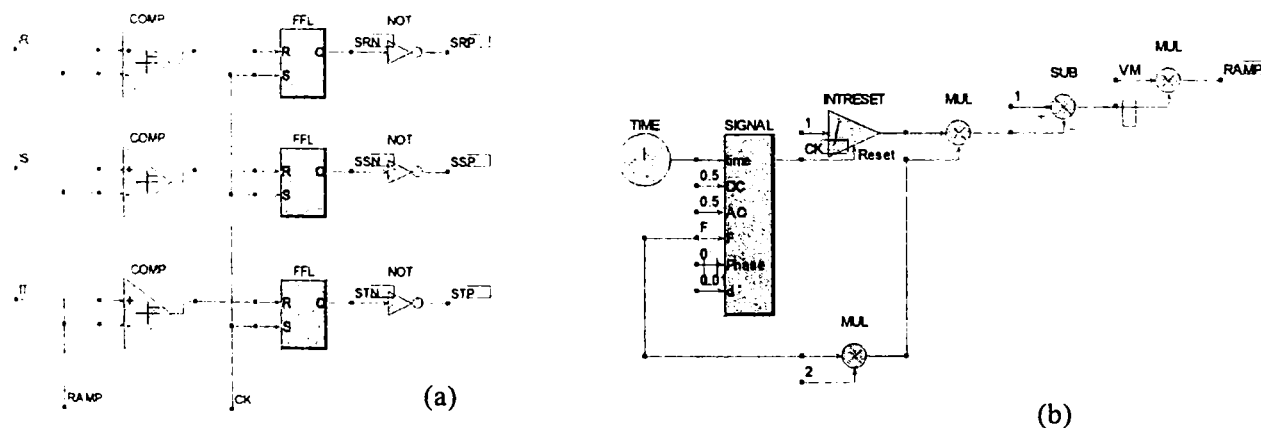 COMP FFL NOT
R R Q SRN SRP
S
COMP FFL NOT
S R Q SSN SSP
S
COMP FFL NOT
R Q STN STP
S
RAMP CK (a)
MUL
SUB VM RAMP
INTRESET MUL 1
TIME SIGNAL 1
CK Reset
time
0.5 DC
0.5 AC
F F
0 Phase
0.01 d
MUL
2
(b)